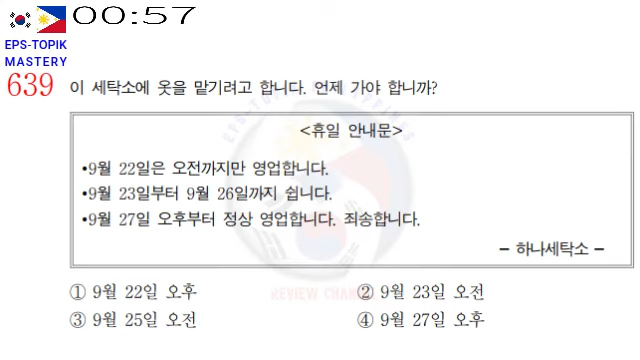 00:57
EPS-TOPIK
MASTERY
639 이 세탁소에 옷을 맡기려고 합니다. 언제 가야 합니까?
<휴일 안내문>
•9월 22일은 오전까지만 영업합니다.
•9월 23일부터 9월 26일까지 쉽니다.
•9월 27일 오후부터 정상 영업합니다. 죄송합니다.
– 하나세탁소 –
① 9월 22일 오후 ② 9월 23일 오전
③ 9월 25일 오전 ④ 9월 27일 오후
EPS-TOPIK PHILIPPINES